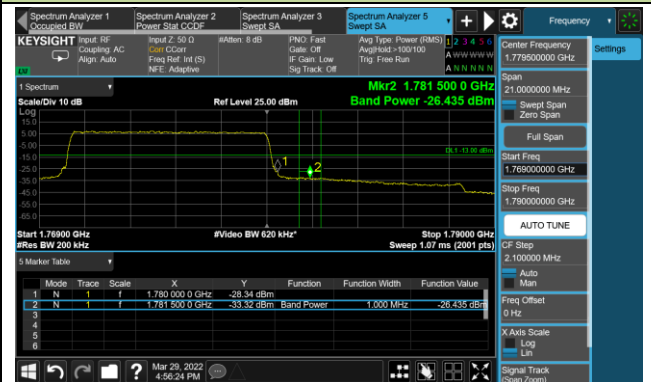 Spectrum Analyzer 1
Occupied BW
Spectrum Analyzer 2
Power Stat CCDF
Spectrum Analyzer 3
Swept SA
Spectrum Analyzer 5
Swept SA
Frequency
KEYSIGHT
Input: RF
Coupling: AC
Align: Auto
Input Z: 50 Ω
Corr CCorr
Freq Ref: Int (S)
NFE: Adaptive
#Atten: 8 dB
PNO: Fast
Gate: Off
IF Gain: Low
Sig Track: Off
Avg Type: Power (RMS)
Avg|Hold:>100/100
Trig: Free Run
1 2 3 4 5 6
A W W W W W
A N N N N N
LXI
1 Spectrum
Scale/Div 10 dB
Ref Level 25.00 dBm
Mkr2 1.781 500 0 GHz
Band Power -26.435 dBm
Log
15.0
5.00
-5.00
-15.0
-25.0
-35.0
-45.0
-55.0
-65.0
DL1 -13.00 dBm
1
2
Start 1.76900 GHz
#Video BW 620 kHz*
Stop 1.79000 GHz
#Res BW 200 kHz
Sweep 1.07 ms (2001 pts)
5 Marker Table
Mode Trace Scale X Y Function Function Width Function Value
1 N 1 f 1.780 000 0 GHz -28.34 dBm
2 N 1 f 1.781 500 0 GHz -33.32 dBm Band Power 1.000 MHz -26.435 dBm
3
4
5
6
Mar 29, 2022
4:56:24 PM
Center Frequency
1.779500000 GHz
Settings
Span
21.0000000 MHz
Swept Span
Zero Span
Full Span
Start Freq
1.769000000 GHz
Stop Freq
1.790000000 GHz
AUTO TUNE
CF Step
2.100000 MHz
Auto
Man
Freq Offset
0 Hz
X Axis Scale
Log
Lin
Signal Track
(Span Zoom)